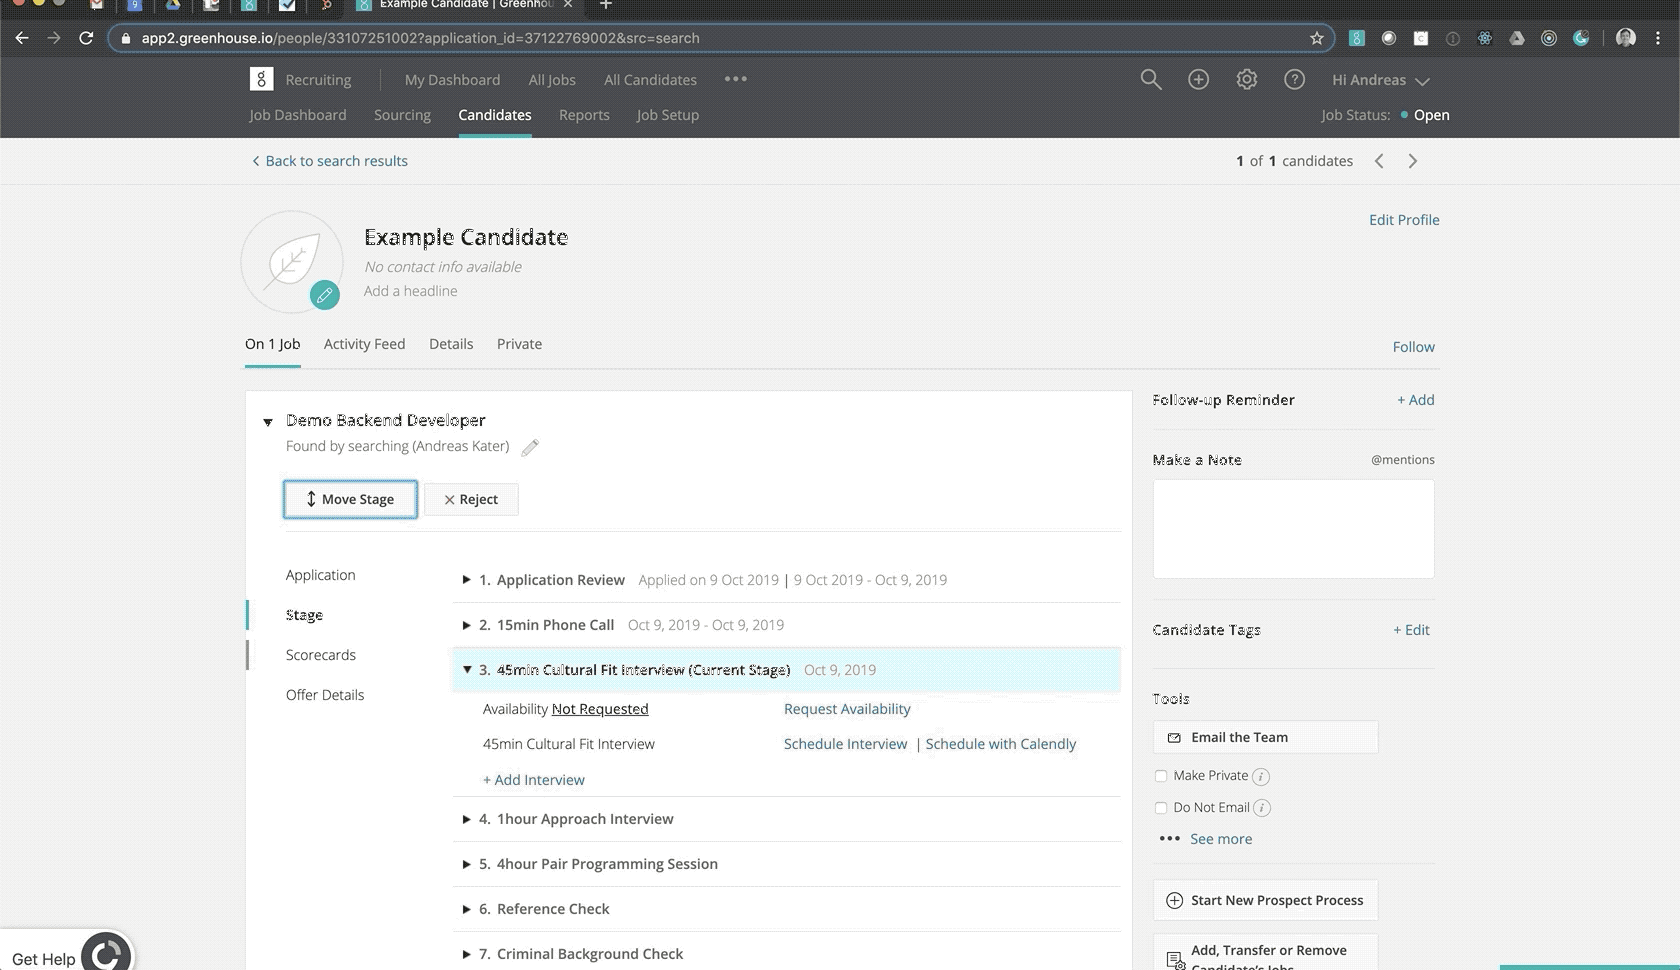 Example Candidate | Greenhou
app2.greenhouse.io/people/33107251002?application_id=37122769002&src=search
Recruiting My Dashboard All Jobs All Candidates ••• Hi Andreas
Job Dashboard Sourcing Candidates Reports Job Setup Job Status: • Open
Back to search results 1 of 1 candidates
Edit Profile
Example Candidate
No contact info available
Add a headline
On 1 Job Activity Feed Details Private Follow
Demo Backend Developer
Found by searching (Andreas Kater)
Move Stage Reject
Application
Stage
Scorecards
Offer Details
1. Application Review Applied on 9 Oct 2019 | 9 Oct 2019 - Oct 9, 2019
2. 15min Phone Call Oct 9, 2019 - Oct 9, 2019
3. 45min Cultural Fit Interview (Current Stage) Oct 9, 2019
Availability Not Requested Request Availability
45min Cultural Fit Interview Schedule Interview | Schedule with Calendly
+ Add Interview
4. 1hour Approach Interview
5. 4hour Pair Programming Session
6. Reference Check
7. Criminal Background Check
Follow-up Reminder + Add
Make a Note @mentions
Candidate Tags + Edit
Tools
Email the Team
Make Private i
Do Not Email i
••• See more
Start New Prospect Process
Add, Transfer or Remove
Candidate's Jobs
Get Help